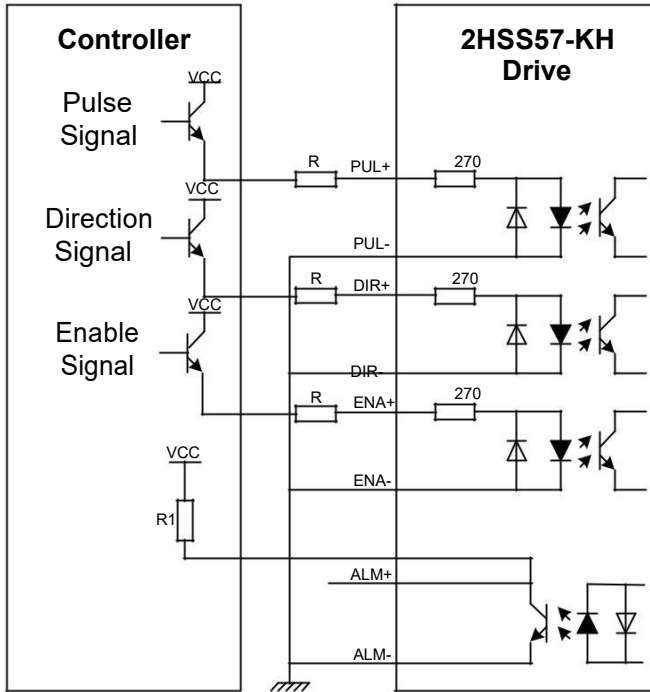 Controller
2HSS57-KH
Drive
VCC
Pulse
Signal
R
PUL+
270
VCC
Direction
Signal
PUL-
R
DIR+
270
VCC
Enable
Signal
DIR-
R
ENA+
270
VCC
ENA-
R1
ALM+
ALM-